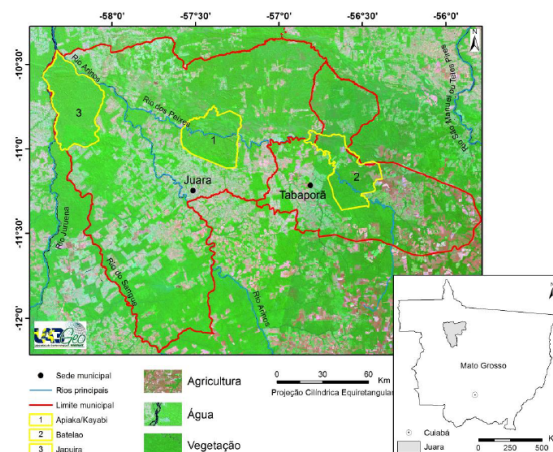 -58°0' -57°30' -57°0' -56°30' -56°0'
-10°30'
-11°0'
-11°30'
-12°0'
N
Rio Arinos
Rio dos Peixes
Rio São Manuel ou Teles Pires
3
1
2
Juara
Tabaporã
Rio Juruena
Rio do Sangue
Rio Arinos
Sede municipal
Rios principais
Limite municipal
1 Apiaka/Kayabi
2 Batelao
3 Japuira
Agricultura
Água
Vegetação
0 30 60
Km
Projeção Cilíndrica Equiretangular
Mato Grosso
Cuiabá
Juara
0 250 500